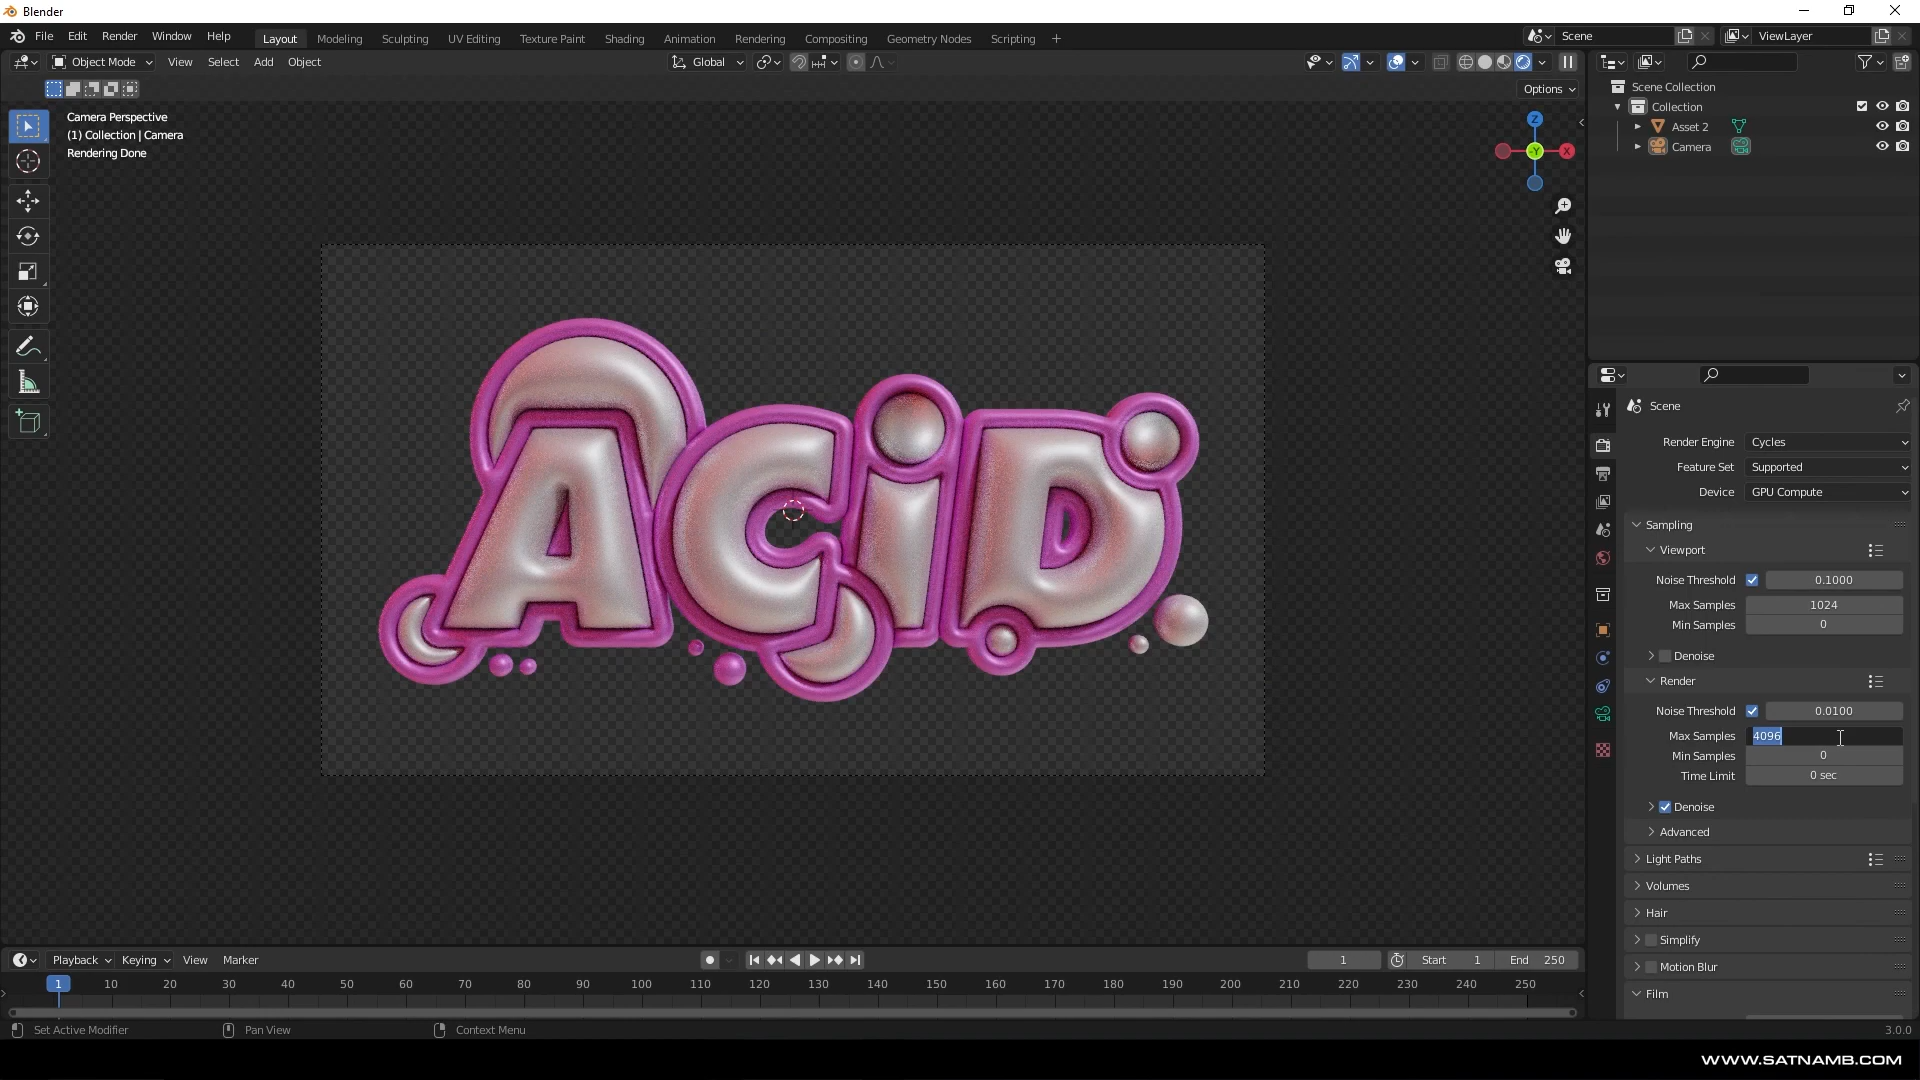 Blender
File Edit Render Window Help
Layout Modeling Sculpting UV Editing Texture Paint Shading Animation Rendering Compositing Geometry Nodes Scripting +
Scene
ViewLayer
Object Mode View Select Add Object
Global
Options
Camera Perspective
(1) Collection | Camera
Rendering Done
Z
-Y
X
ACiD
Scene Collection
Collection
Asset 2
Camera
Scene
Render Engine Cycles
Feature Set Supported
Device GPU Compute
Sampling
Viewport
Noise Threshold 0.1000
Max Samples 1024
Min Samples 0
Denoise
Render
Noise Threshold 0.0100
Max Samples 4096
Min Samples 0
Time Limit 0 sec
Denoise
Advanced
Light Paths
Volumes
Hair
Simplify
Motion Blur
Film
Playback Keying View Marker
1 Start 1 End 250
1 10 20 30 40 50 60 70 80 90 100 110 120 130 140 150 160 170 180 190 200 210 220 230 240 250
Set Active Modifier Pan View Context Menu
3.0.0
WWW.SATNAMB.COM